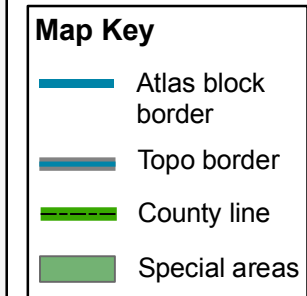 Map Key
Atlas block
border
Topo border
County line
Special areas